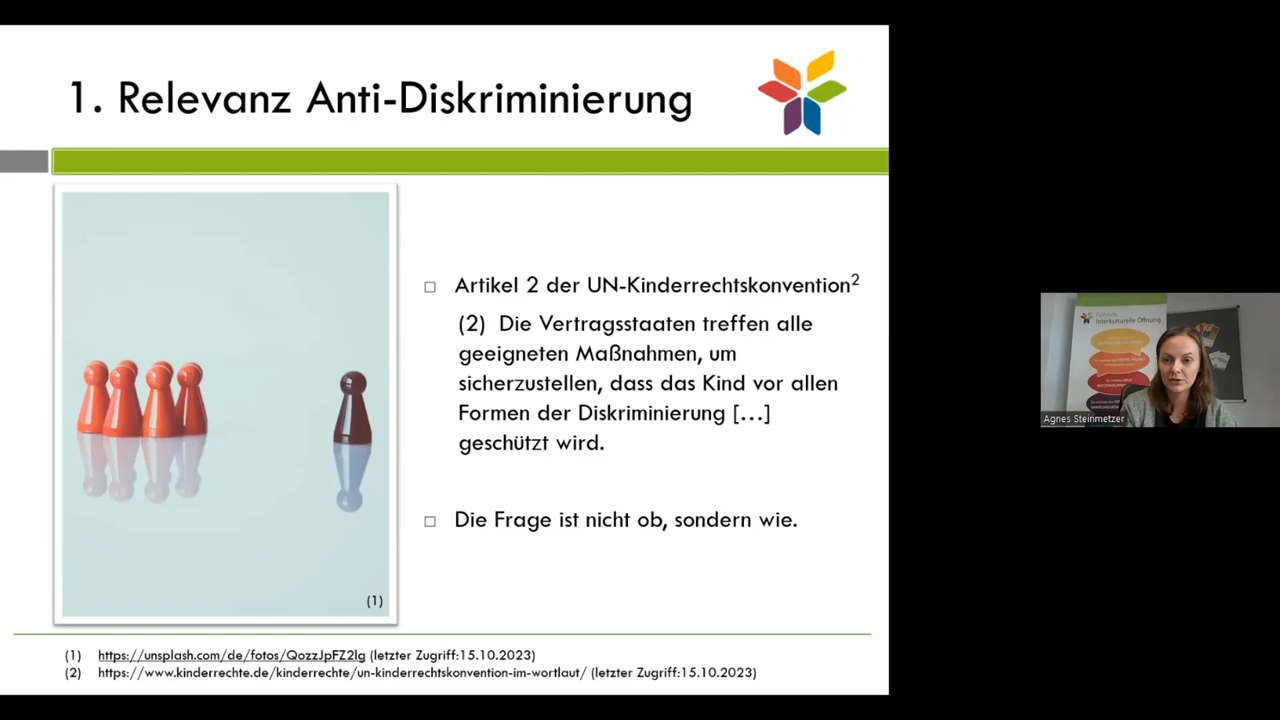 1. Relevanz Anti-Diskriminierung
Artikel 2 der UN-Kinderrechtskonvention²
(2) Die Vertragsstaaten treffen alle
geeigneten Maßnahmen, um
sicherzustellen, dass das Kind vor allen
Formen der Diskriminierung […]
geschützt wird.
Die Frage ist nicht ob, sondern wie.
(1)
(1) https://unsplash.com/de/fotos/QozzJpFZ2lg (letzter Zugriff:15.10.2023)
(2) https://www.kinderrechte.de/kinderrechte/un-kinderrechtskonvention-im-wortlaut/ (letzter Zugriff:15.10.2023)
Interkulturelle Öffnung
Agnes Steinmetzer